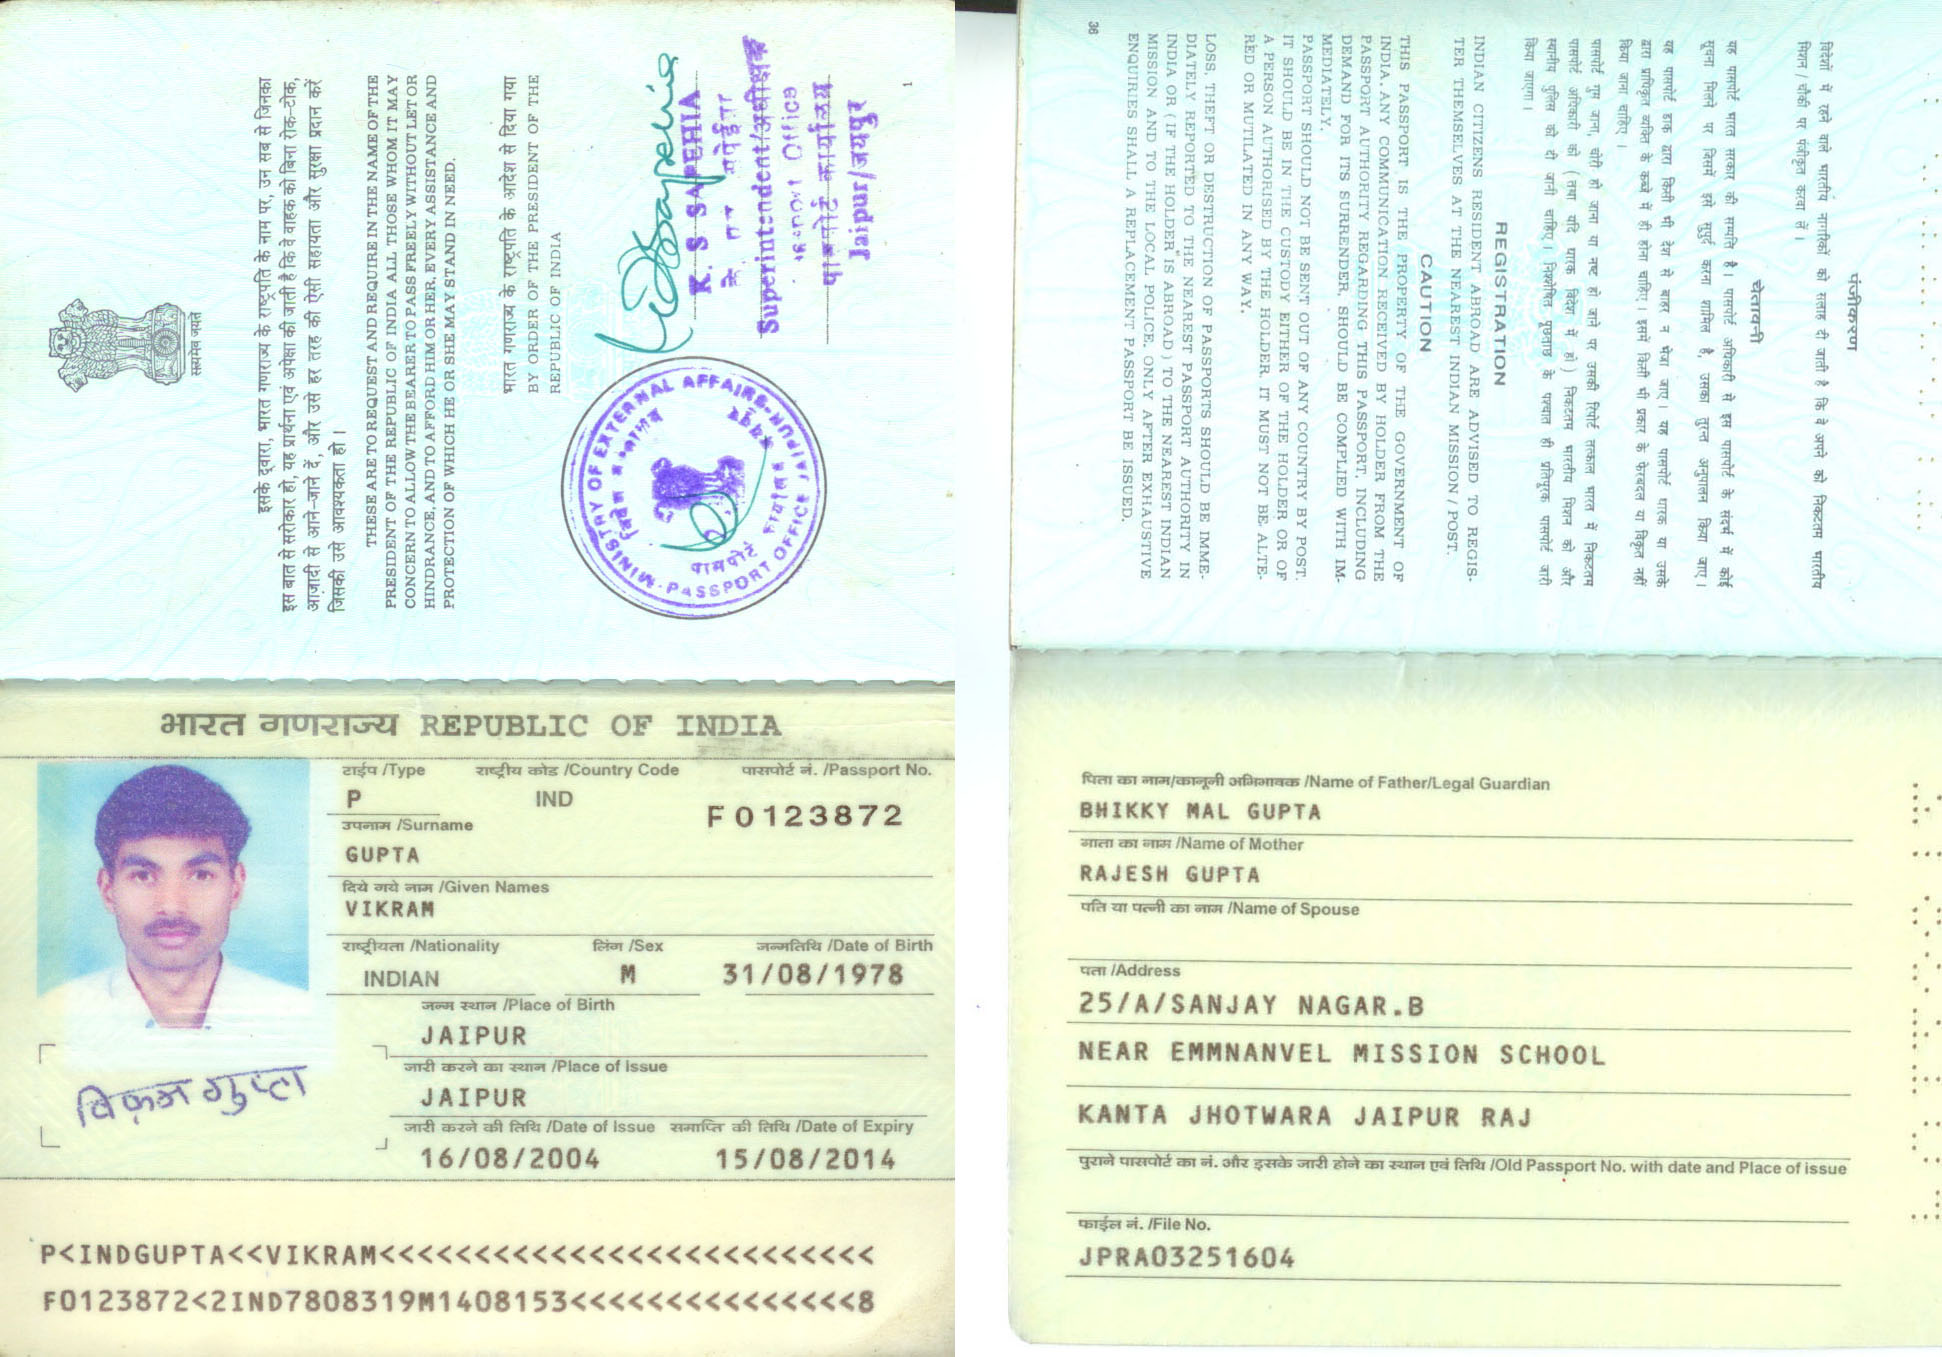 सत्यमेव जयते
इसके द्वारा, भारत गणराज्य के राष्ट्रपति के नाम पर, उन सब से जिनका
इस बात से सरोकार हो, यह प्रार्थना एवं अपेक्षा की जाती है कि वे वाहक को बिना रोक-टोक,
आज़ादी से आने-जाने दें, और उसे हर तरह की ऐसी सहायता और सुरक्षा प्रदान करें
जिसकी उसे आवश्यकता हो ।
THESE ARE TO REQUEST AND REQUIRE IN THE NAME OF THE
PRESIDENT OF THE REPUBLIC OF INDIA ALL THOSE WHOM IT MAY
CONCERN TO ALLOW THE BEARER TO PASS FREELY WITHOUT LET OR
HINDRANCE, AND TO AFFORD HIM OR HER, EVERY ASSISTANCE AND
PROTECTION OF WHICH HE OR SHE MAY STAND IN NEED.
भारत गणराज्य के राष्ट्रपति के आदेश से दिया गया
BY ORDER OF THE PRESIDENT OF THE
REPUBLIC OF INDIA
MINISTRY OF EXTERNAL AFFAIRS
PASSPORT OFFICE
K. S SAPEHIA
Superintendent/अधीक्षक
Office
पासपोर्ट कार्यालय
Jaipur/जयपुर
1
भारत गणराज्य REPUBLIC OF INDIA
टाईप /Type राष्ट्रीय कोड /Country Code पासपोर्ट नं. /Passport No.
P IND F0123872
उपनाम /Surname
GUPTA
दिये गये नाम /Given Names
VIKRAM
राष्ट्रीयता /Nationality लिंग /Sex जन्मतिथि /Date of Birth
INDIAN M 31/08/1978
जन्म स्थान /Place of Birth
JAIPUR
जारी करने का स्थान /Place of Issue
JAIPUR
जारी करने की तिथि /Date of Issue समाप्ति की तिथि /Date of Expiry
16/08/2004 15/08/2014
विक्रम गुप्ता
P<INDGUPTA<<VIKRAM<<<<<<<<<<<<<<<<<<<<<<<<<<
F0123872<2IND7808319M1408153<<<<<<<<<<<<<<<<8
पंजीकरण
विदेशों में रहने वाले भारतीय नागरिकों को सलाह दी जाती है कि वे अपने को निकटतम भारतीय
मिशन / चौकी पर पंजीकृत करवा लें ।
चेतावनी
यह पासपोर्ट भारत सरकार की सम्पत्ति है । पासपोर्ट अधिकारी से इस पासपोर्ट के संदर्भ में कोई
सूचना मिलने पर जिसमें इसे सुपुर्द करना शामिल है, उसका तुरन्त अनुपालन किया जाए ।
यह पासपोर्ट डाक द्वारा किसी भी देश से बाहर न भेजा जाए । यह पासपोर्ट धारक या उसके
द्वारा प्राधिकृत व्यक्ति के कब्जे में ही होना चाहिए । इसमें किसी भी प्रकार के फेरबदल या विकृत नहीं
किया जाना चाहिए ।
पासपोर्ट गुम जाना, चोरी हो जाना या नष्ट हो जाने पर उसकी रिपोर्ट तत्काल भारत में निकटतम
पासपोर्ट अधिकारी को (तथा यदि धारक विदेश में हो) निकटतम भारतीय मिशन को और
स्थानीय पुलिस को दी जानी चाहिए । निश्शेषित पूछताछ के पश्चात ही प्रतिपूरक पासपोर्ट जारी
किया जाएगा ।
REGISTRATION
INDIAN CITIZENS RESIDENT ABROAD ARE ADVISED TO REGIS-
TER THEMSELVES AT THE NEAREST INDIAN MISSION / POST.
CAUTION
THIS PASSPORT IS THE PROPERTY OF THE GOVERNMENT OF
INDIA. ANY COMMUNICATION RECEIVED BY HOLDER FROM THE
PASSPORT AUTHORITY REGARDING THIS PASSPORT, INCLUDING
DEMAND FOR ITS SURRENDER, SHOULD BE COMPLIED WITH IM-
MEDIATELY.
PASSPORT SHOULD NOT BE SENT OUT OF ANY COUNTRY BY POST.
IT SHOULD BE IN THE CUSTODY EITHER OF THE HOLDER OR OF
A PERSON AUTHORISED BY THE HOLDER. IT MUST NOT BE ALTE-
RED OR MUTILATED IN ANY WAY.
LOSS, THEFT OR DESTRUCTION OF PASSPORTS SHOULD BE IMME-
DIATELY REPORTED TO THE NEAREST PASSPORT AUTHORITY IN
INDIA OR ( IF THE HOLDER IS ABROAD ) TO THE NEAREST INDIAN
MISSION AND TO THE LOCAL POLICE. ONLY AFTER EXHAUSTIVE
ENQUIRIES SHALL A REPLACEMENT PASSPORT BE ISSUED.
36
पिता का नाम/कानूनी अभिभावक /Name of Father/Legal Guardian
BHIKKY MAL GUPTA
माता का नाम /Name of Mother
RAJESH GUPTA
पति या पत्नी का नाम /Name of Spouse
पता /Address
25/A/SANJAY NAGAR.B
NEAR EMMNANVEL MISSION SCHOOL
KANTA JHOTWARA JAIPUR RAJ
पुराने पासपोर्ट का नं. और इसके जारी होने का स्थान एवं तिथि /Old Passport No. with date and Place of issue
फाईल नं. /File No.
JPRA03251604